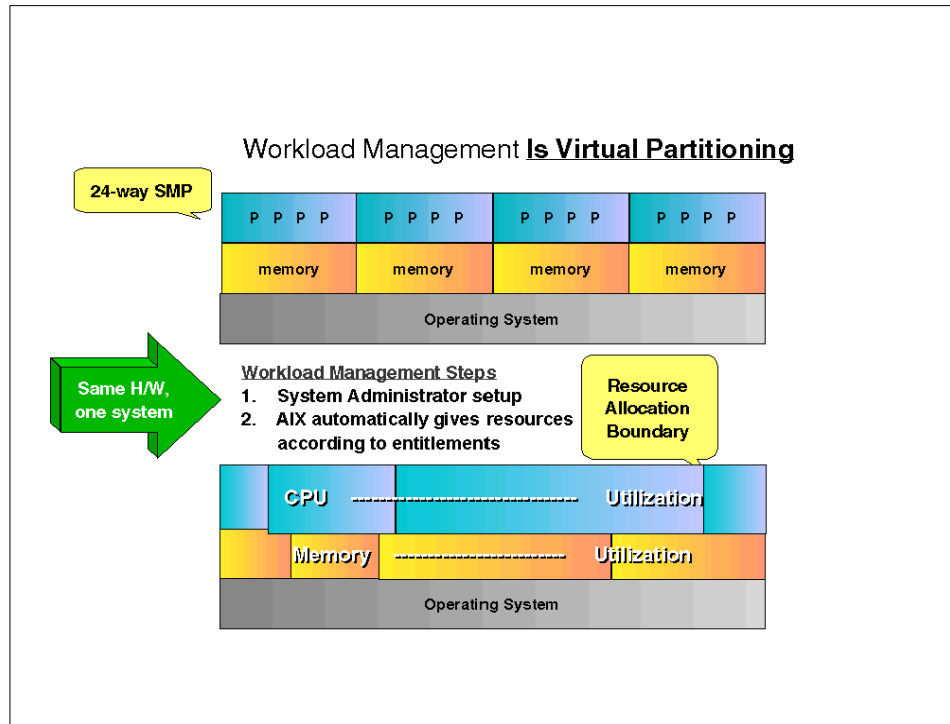 Workload Management Is Virtual Partitioning
24-way SMP
P P P P P P P P P P P P P P P P
memory memory memory memory
Operating System
Same H/W,
one system
Workload Management Steps
1. System Administrator setup
2. AIX automatically gives resources
according to entitlements
Resource
Allocation
Boundary
CPU ------------------------------------ Utilization
Memory --------------------------- Utilization
Operating System